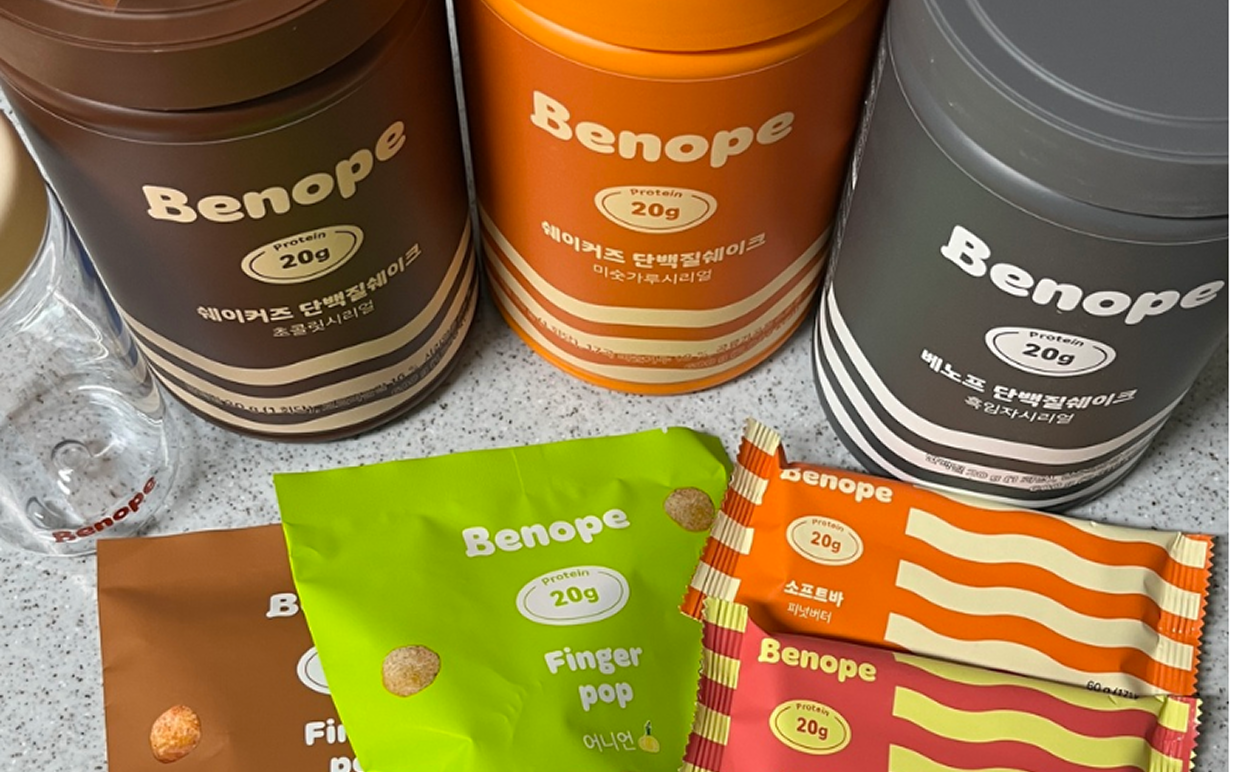 Benope
Protein
20g
쉐이커즈 단백질쉐이크
초콜릿시리얼
Benope
Protein
20g
쉐이커즈 단백질쉐이크
미숫가루시리얼
Benope
Protein
20g
베노프 단백질쉐이크
흑임자시리얼
Benope
Benope
Protein
20g
Finger
pop
어니언
Benope
Protein
20g
소프트바
피넛버터
60 g
Benope
Protein
20g